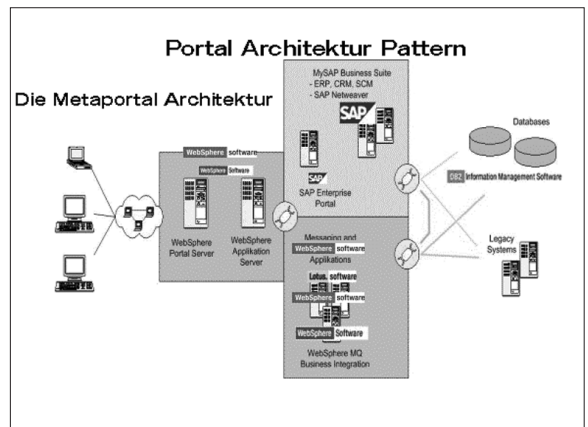 Portal Architektur Pattern
Die Metaportal Architektur
MySAP Business Suite
- ERP, CRM, SCM
- SAP Netweaver
SAP
SAP
SAP Enterprise
Portal
Databases
DB2 Information Management Software
WebSphere software
WebSphere Software
WebSphere
Portal Server
WebSphere
Applikation
Server
Messaging and
WebSphere software
Applications
Lotus. software
WebSphere software
WebSphere Software
WebSphere MQ
Business Integration
Legacy
Systems